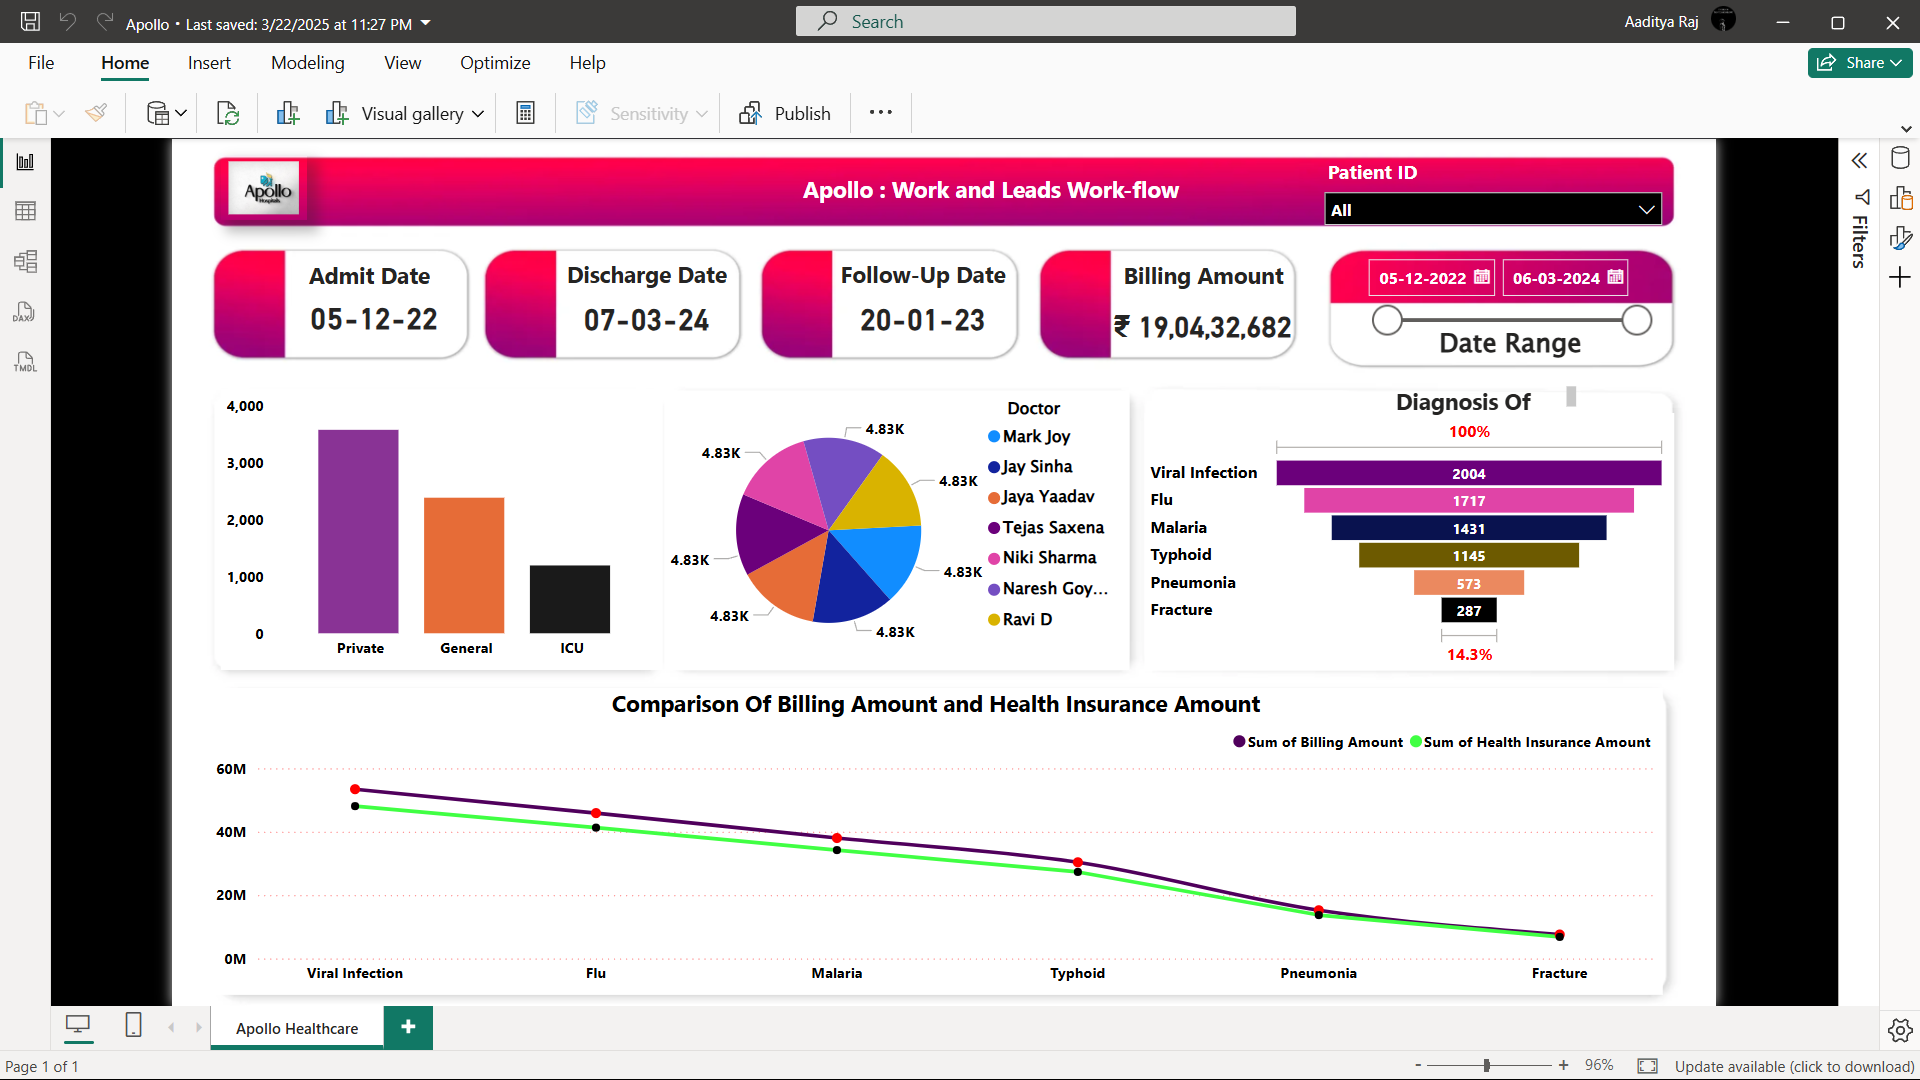 Apollo • Last saved: 3/22/2025 at 11:27 PM
Search
Aaditya Raj
File Home Insert Modeling View Optimize Help
Share
Visual gallery
Sensitivity
Publish
DAX
TMDL
Filters
Apollo
Hospitals
Apollo : Work and Leads Work-flow
Patient ID
All
Admit Date
05-12-22
Discharge Date
07-03-24
Follow-Up Date
20-01-23
Billing Amount
₹ 19,04,32,682
05-12-2022 06-03-2024
Date Range
4,000
3,000
2,000
1,000
0
Private General ICU
4.83K
4.83K
4.83K
4.83K
4.83K
4.83K
4.83K
Doctor
Mark Joy
Jay Sinha
Jaya Yaadav
Tejas Saxena
Niki Sharma
Naresh Goy...
Ravi D
Diagnosis Of
100%
Viral Infection 2004
Flu 1717
Malaria 1431
Typhoid 1145
Pneumonia 573
Fracture 287
14.3%
Comparison Of Billing Amount and Health Insurance Amount
Sum of Billing Amount Sum of Health Insurance Amount
60M
40M
20M
0M
Viral Infection Flu Malaria Typhoid Pneumonia Fracture
Apollo Healthcare
Page 1 of 1
- + 96% Update available (click to download)